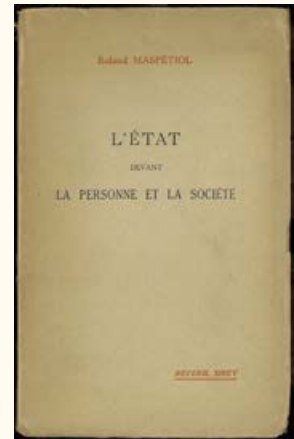 Roland MASPÉTIOL
L'ÉTAT
DEVANT
LA PERSONNE ET LA SOCIÉTÉ
RECUEIL SIREY